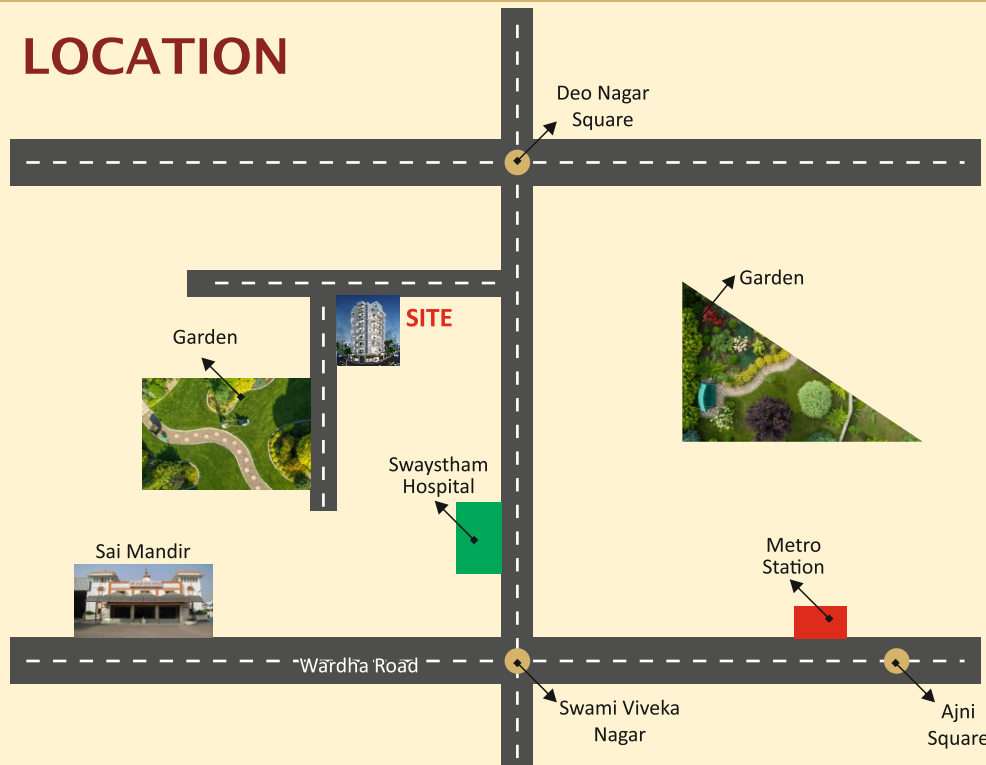 LOCATION
Deo Nagar
Square
Garden
SITE
Garden
Swaystham
Hospital
Sai Mandir
Metro
Station
Wardha Road
Swami Viveka
Nagar
Ajni
Square